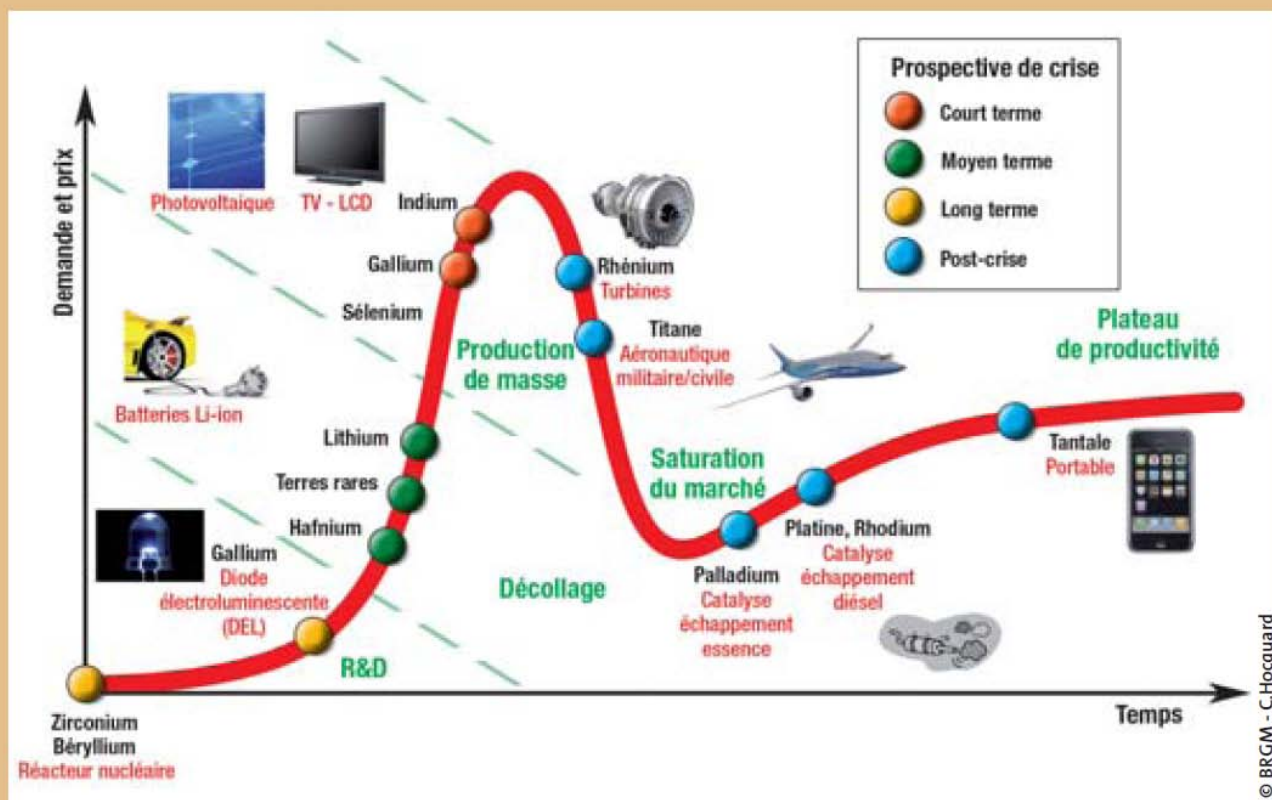 Prospective de crise
Court terme
Moyen terme
Long terme
Post-crise
Demande et prix
Photovoltaique
TV - LCD
Indium
Gallium
Sélenium
Rhénium
Turbines
Titane
Aéronautique
militaire/civile
Production
de masse
Plateau
de productivité
Batteries Li-ion
Lithium
Terres rares
Hafnium
Saturation
du marché
Tantale
Portable
Gallium
Diode
électroluminescente
(DEL)
Décollage
Platine, Rhodium
Catalyse
échappement
diésel
Palladium
Catalyse
échappement
essence
R&D
Zirconium
Béryllium
Réacteur nucléaire
Temps
© BRGM - C.Hocquard